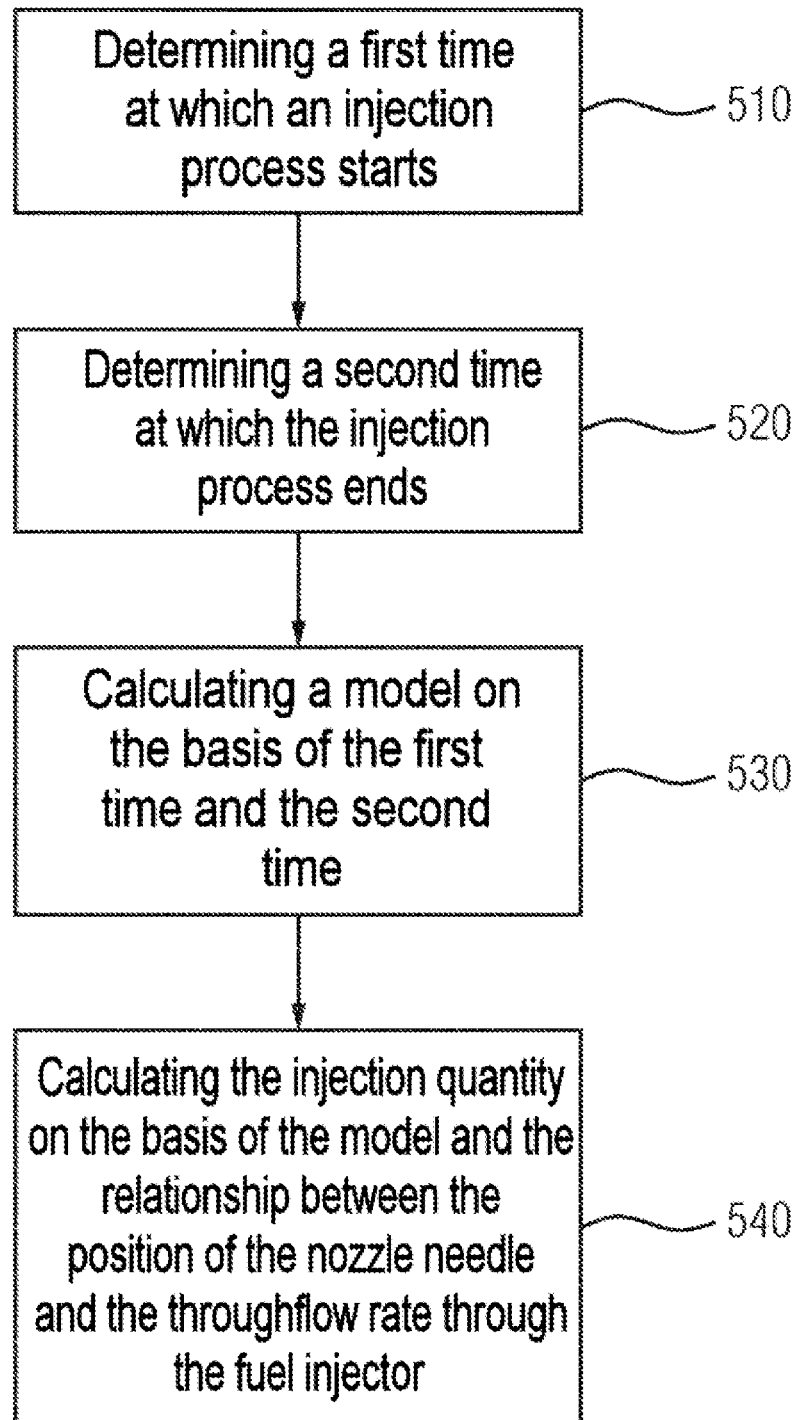 Determining a first time
at which an injection
process starts
510
Determining a second time
at which the injection
process ends
520
Calculating a model on
the basis of the first
time and the second
time
530
Calculating the injection quantity
on the basis of the model and the
relationship between the
position of the nozzle needle
and the throughflow rate through
the fuel injector
540